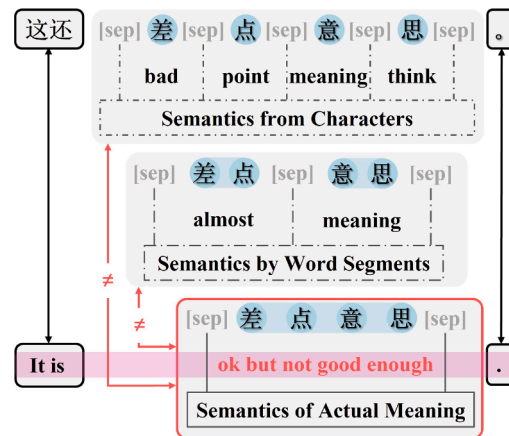 这还 [sep] 差 [sep] 点 [sep] 意 [sep] 思 [sep] 。
bad point meaning think
Semantics from Characters
[sep] 差 点 [sep] 意 思 [sep]
almost meaning
Semantics by Word Segments
≠
≠
[sep] 差 点 意 思 [sep]
It is ok but not good enough .
Semantics of Actual Meaning